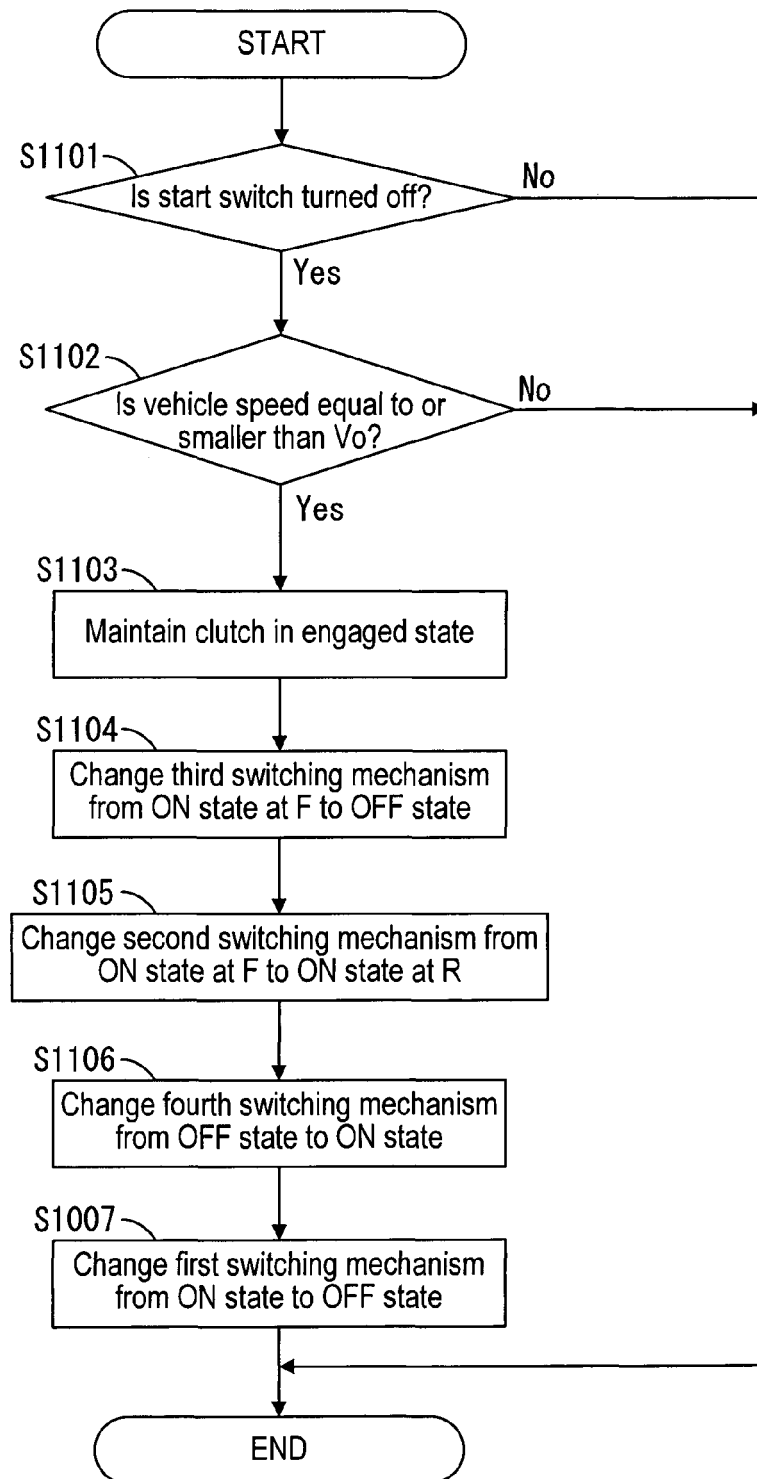 START
S1101
Is start switch turned off?
No
Yes
S1102
Is vehicle speed equal to or
smaller than Vo?
No
Yes
S1103
Maintain clutch in engaged state
S1104
Change third switching mechanism
from ON state at F to OFF state
S1105
Change second switching mechanism from
ON state at F to ON state at R
S1106
Change fourth switching mechanism
from OFF state to ON state
S1007
Change first switching mechanism
from ON state to OFF state
END